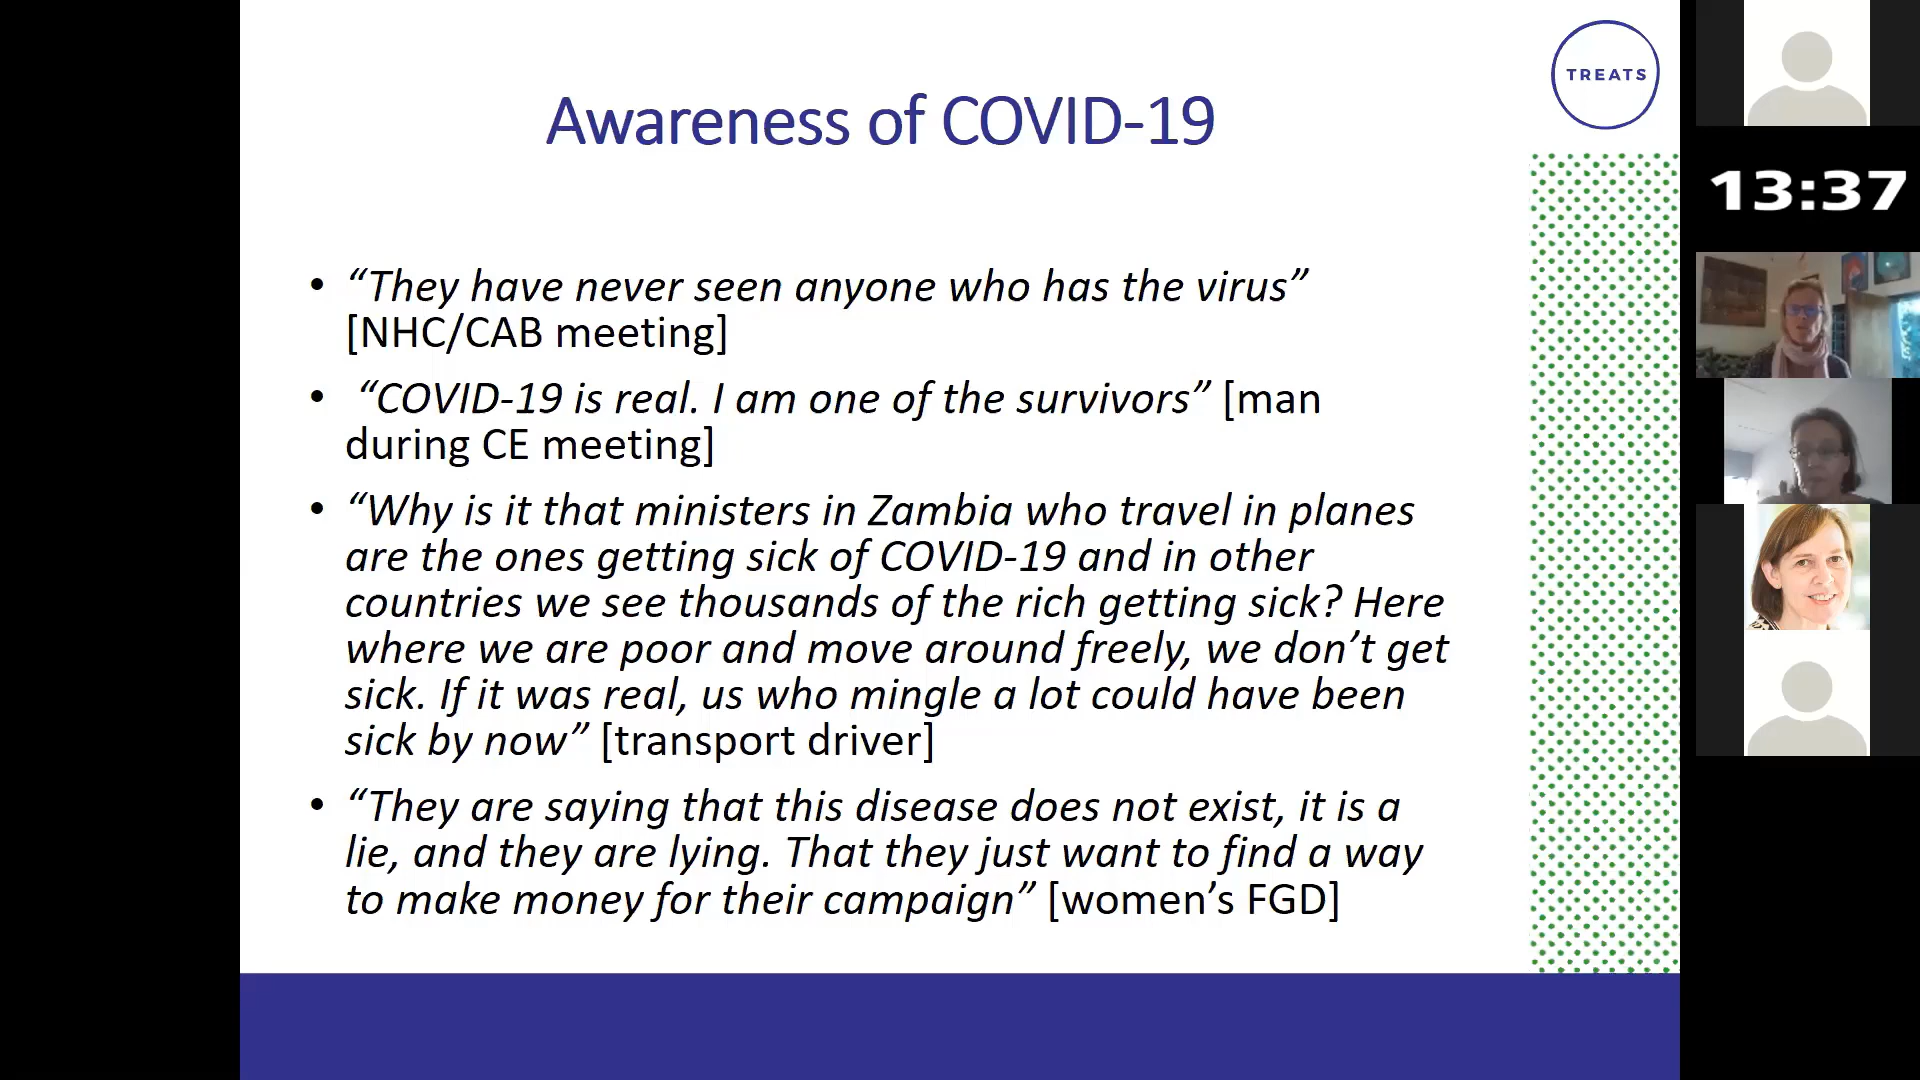 TREATS
Awareness of COVID-19
13:37
• “They have never seen anyone who has the virus”
[NHC/CAB meeting]
• “COVID-19 is real. I am one of the survivors” [man
during CE meeting]
• “Why is it that ministers in Zambia who travel in planes
are the ones getting sick of COVID-19 and in other
countries we see thousands of the rich getting sick? Here
where we are poor and move around freely, we don’t get
sick. If it was real, us who mingle a lot could have been
sick by now” [transport driver]
• “They are saying that this disease does not exist, it is a
lie, and they are lying. That they just want to find a way
to make money for their campaign” [women’s FGD]